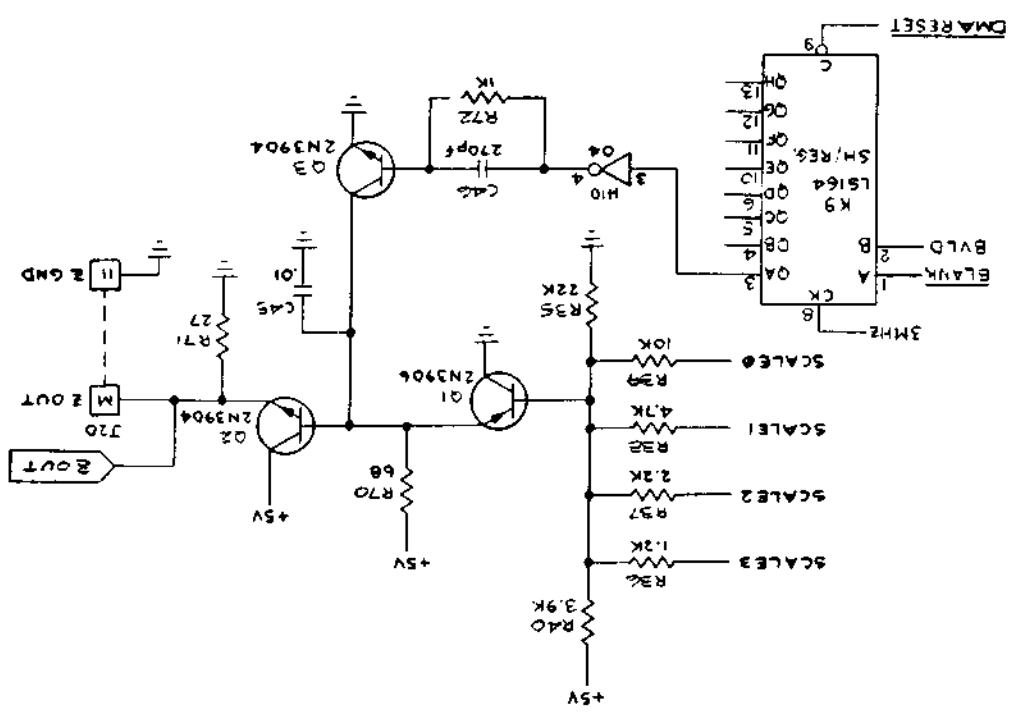 +5V
R40
3.9K
SCALE3
R36
1.2K
SCALE2
R37
2.2K
SCALE1
R38
4.7K
SCALE0
R39
10K
R35
22K
+5V
R70
68
Q1
2N3906
+5V
Q2
2N3904
Z OUT
J20
M Z OUT
R71
27
11 Z GND
C45
.01
3MHZ
8
CK
BLANK
1 A
QA 3
BVLD
2 B
QB 4
QC 5
QD 6
QE 10
QF 11
QG 12
QH 13
K9
LS164
SH/REG.
C
9
DMA RESET
H10
3 4
04
C46
270pf
R72
1K
Q3
2N3904